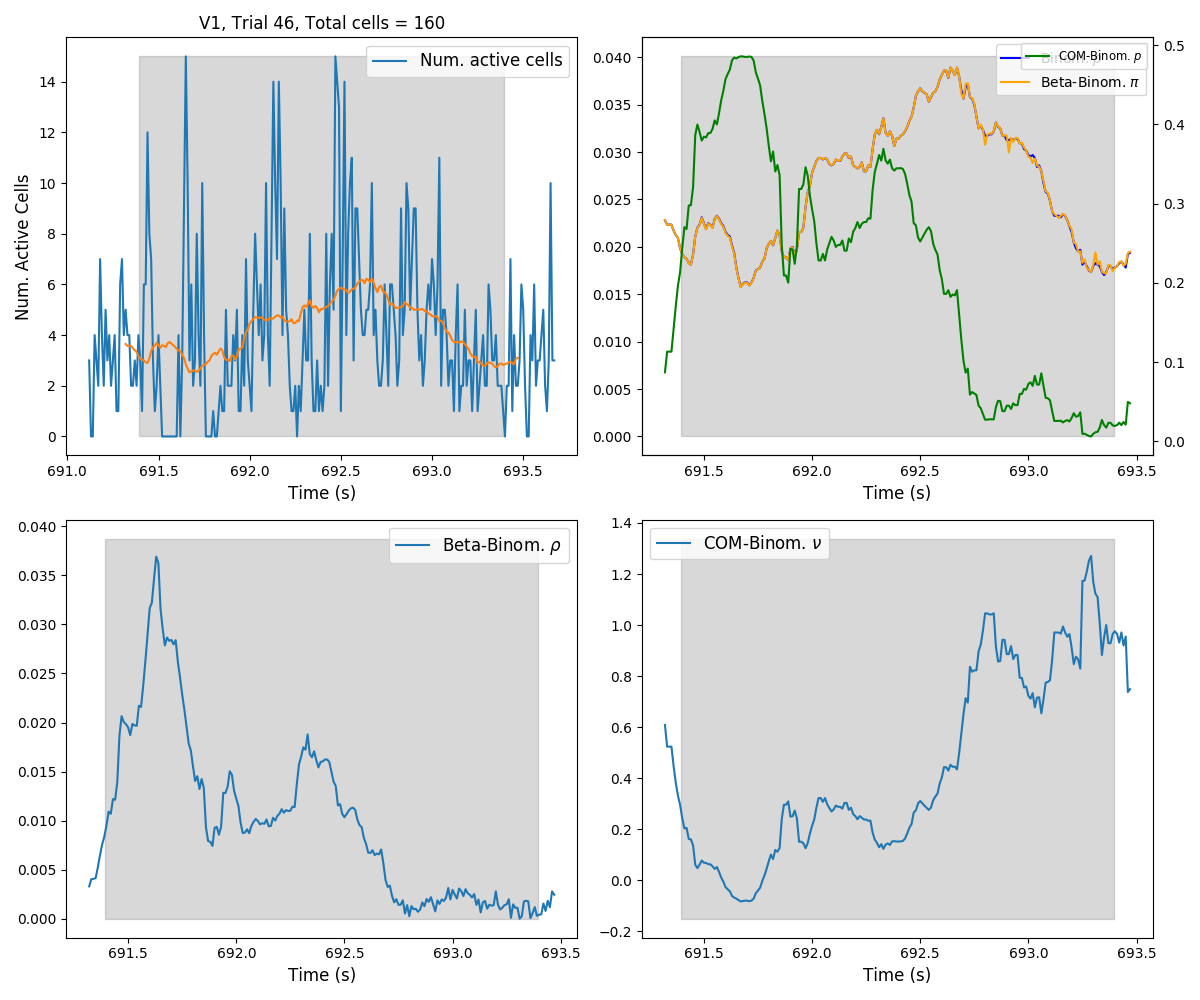 V1, Trial 46, Total cells = 160
Num. Active Cells
14
12
10
8
6
4
2
0
Num. active cells
691.0 691.5 692.0 692.5 693.0 693.5
Time (s)
0.040
0.035
0.030
0.025
0.020
0.015
0.010
0.005
0.000
COM-Binom. p
Beta-Binom. π
0.5
0.4
0.3
0.2
0.1
0.0
691.5 692.0 692.5 693.0 693.5
Time (s)
0.040
0.035
0.030
0.025
0.020
0.015
0.010
0.005
0.000
Beta-Binom. ρ
691.5 692.0 692.5 693.0 693.5
Time (s)
1.4
1.2
1.0
0.8
0.6
0.4
0.2
0.0
−0.2
COM-Binom. ν
691.5 692.0 692.5 693.0 693.5
Time (s)